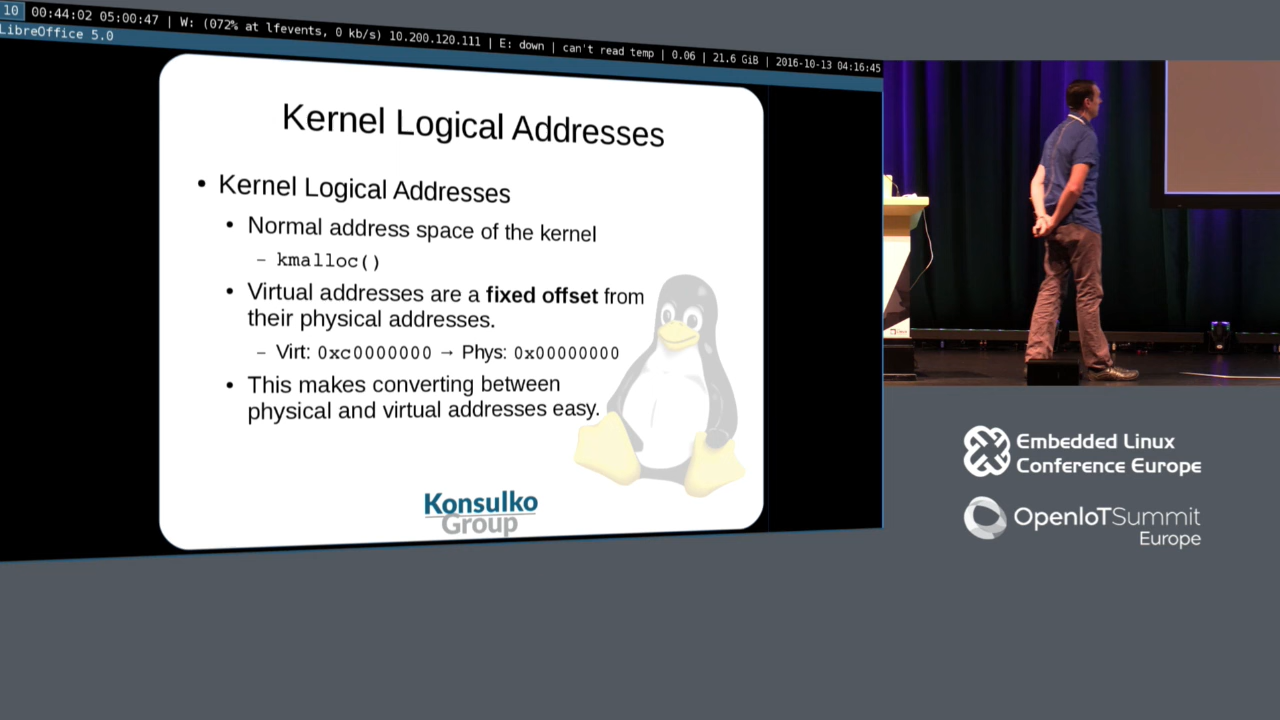 10 00:44:02 05:00:47 | W: (072% at lfevents, 0 kb/s) 10.200.120.111 | E: down | can't read temp | 0.06 | 21.6 GiB | 2016-10-13 04:16:45
LibreOffice 5.0
Kernel Logical Addresses
• Kernel Logical Addresses
• Normal address space of the kernel
– kmalloc()
• Virtual addresses are a fixed offset from
their physical addresses.
– Virt: 0xc0000000 → Phys: 0x00000000
• This makes converting between
physical and virtual addresses easy.
Konsulko
Group
Embedded Linux
Conference Europe
OpenIoTSummit
Europe